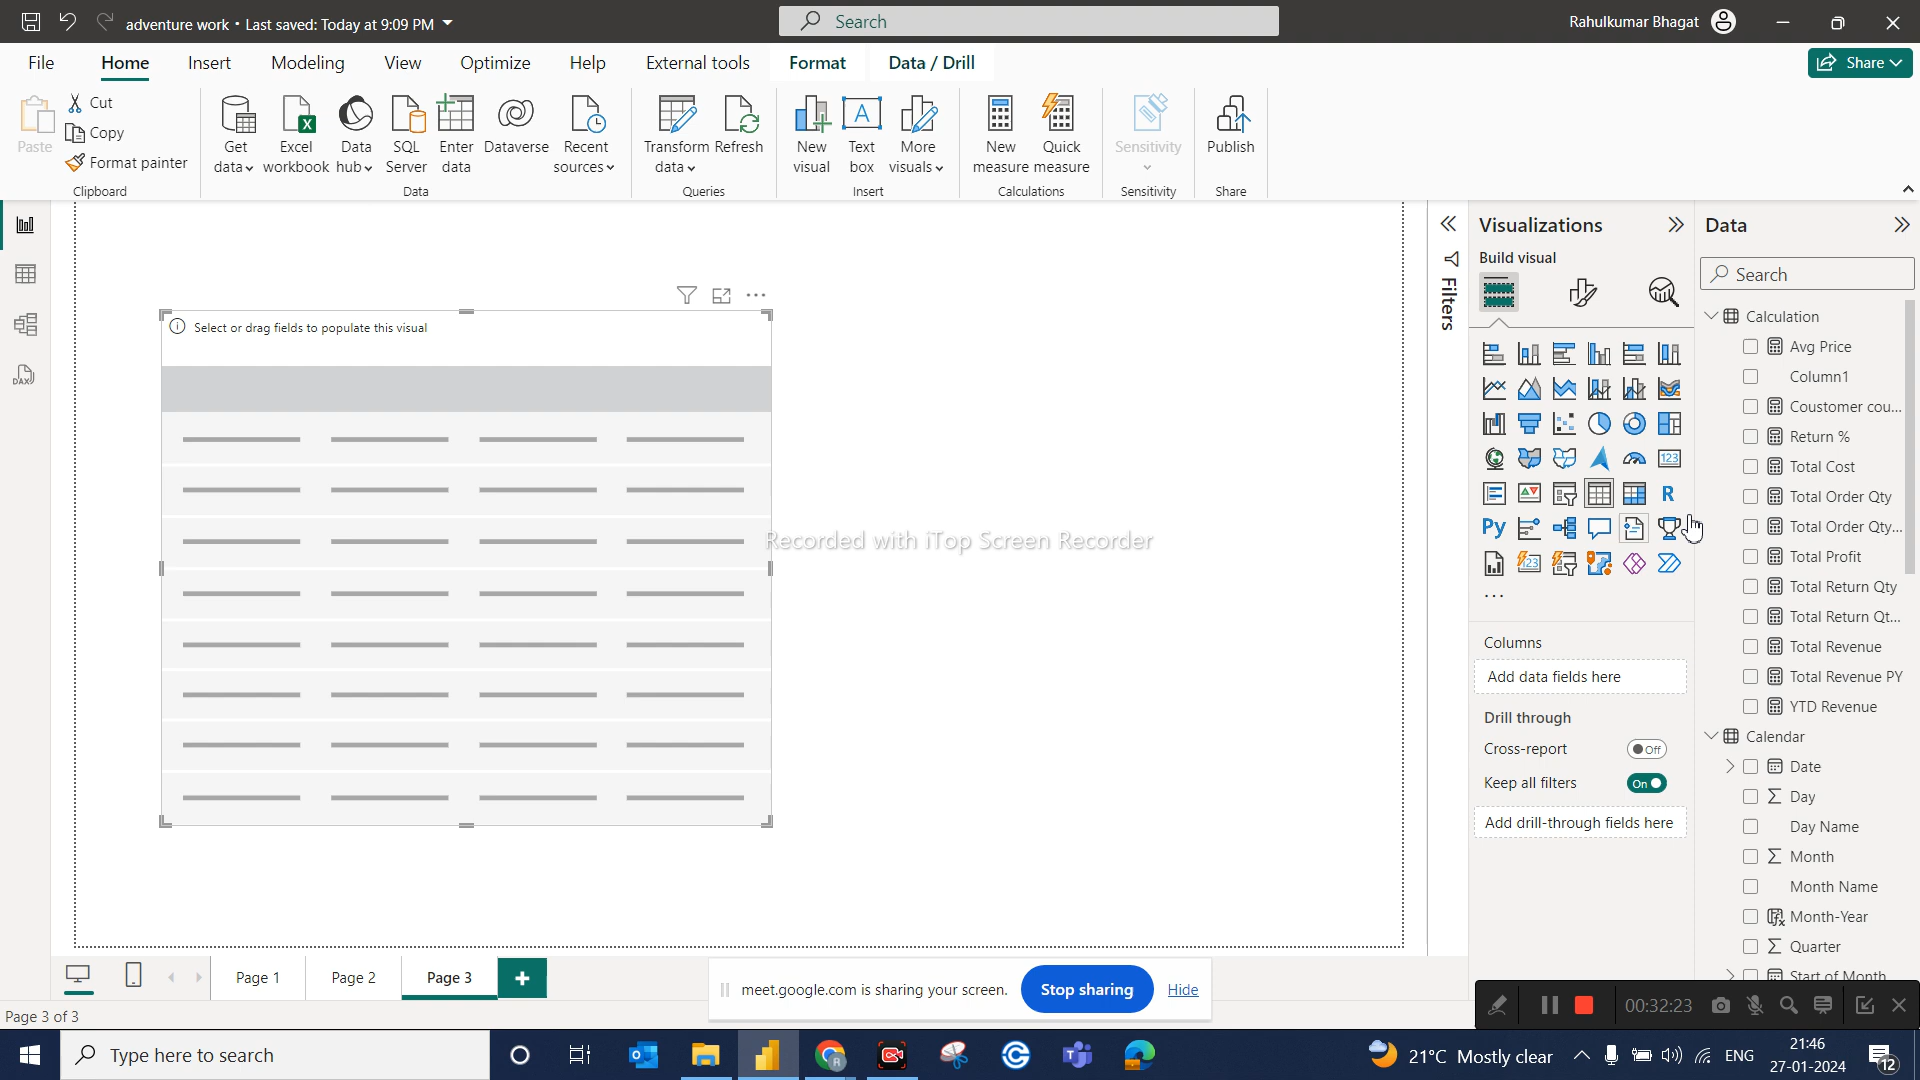 adventure work • Last saved: Today at 9:09 PM
Search
Rahulkumar Bhagat
File
Home
Insert
Modeling
View
Optimize
Help
External tools
Format
Data / Drill
Share
Paste
Cut
Copy
Format painter
Clipboard
Get data
Excel workbook
Data hub
SQL Server
Enter data
Dataverse
Recent sources
Data
Transform data
Refresh
Queries
New visual
Text box
More visuals
Insert
New measure
Quick measure
Calculations
Sensitivity
Sensitivity
Publish
Share
Select or drag fields to populate this visual
Recorded with iTop Screen Recorder
Filters
Visualizations
Build visual
123
R
Py
123
...
Columns
Add data fields here
Drill through
Cross-report
Off
Keep all filters
On
Add drill-through fields here
Data
Search
Calculation
Avg Price
Column1
Coustomer cou...
Return %
Total Cost
Total Order Qty
Total Order Qty...
Total Profit
Total Return Qty
Total Return Qt...
Total Revenue
Total Revenue PY
YTD Revenue
Calendar
Date
Day
Day Name
Month
Month Name
Month-Year
Quarter
Start of Month
DAX
Page 1
Page 2
Page 3
Page 3 of 3
meet.google.com is sharing your screen.
Stop sharing
Hide
00:32:23
Type here to search
21°C Mostly clear
ENG
21:46
27-01-2024
12